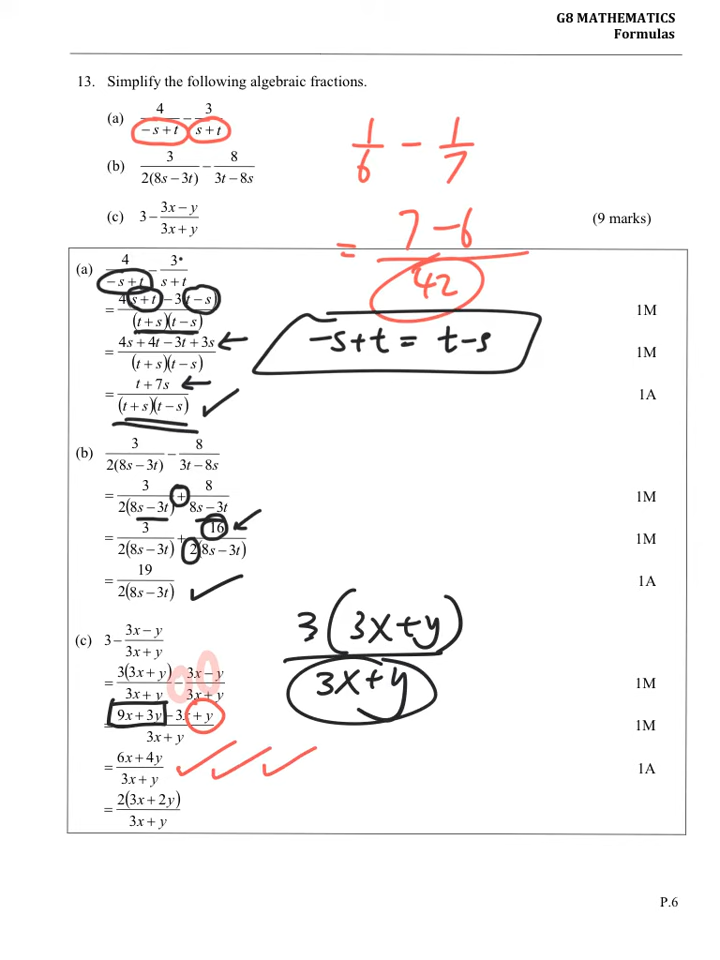 G8 MATHEMATICS
Formulas
13. Simplify the following algebraic fractions.
(a) 4/(−s+t) − 3/(s+t)
1/6 − 1/7
(b) 3/(2(8s−3t)) − 8/(3t−8s)
(c) 3 − (3x−y)/(3x+y) (9 marks)
= (7−6)/42
(a) 4/(−s+t) − 3/(s+t)
= (4(s+t)−3(t−s))/((t+s)(t−s)) 1M
−s+t = t−s
= (4s+4t−3t+3s)/((t+s)(t−s)) 1M
= (t+7s)/((t+s)(t−s)) 1A
(b) 3/(2(8s−3t)) − 8/(3t−8s)
= 3/(2(8s−3t)) + 8/(8s−3t) 1M
= 3/(2(8s−3t)) + 16/(2(8s−3t)) 1M
= 19/(2(8s−3t)) 1A
3(3x+y)/(3x+y)
(c) 3 − (3x−y)/(3x+y)
= 3(3x+y)/(3x+y) − (3x−y)/(3x+y) 1M
= (9x+3y−3x+y)/(3x+y) 1M
= (6x+4y)/(3x+y) 1A
= 2(3x+2y)/(3x+y)
P.6